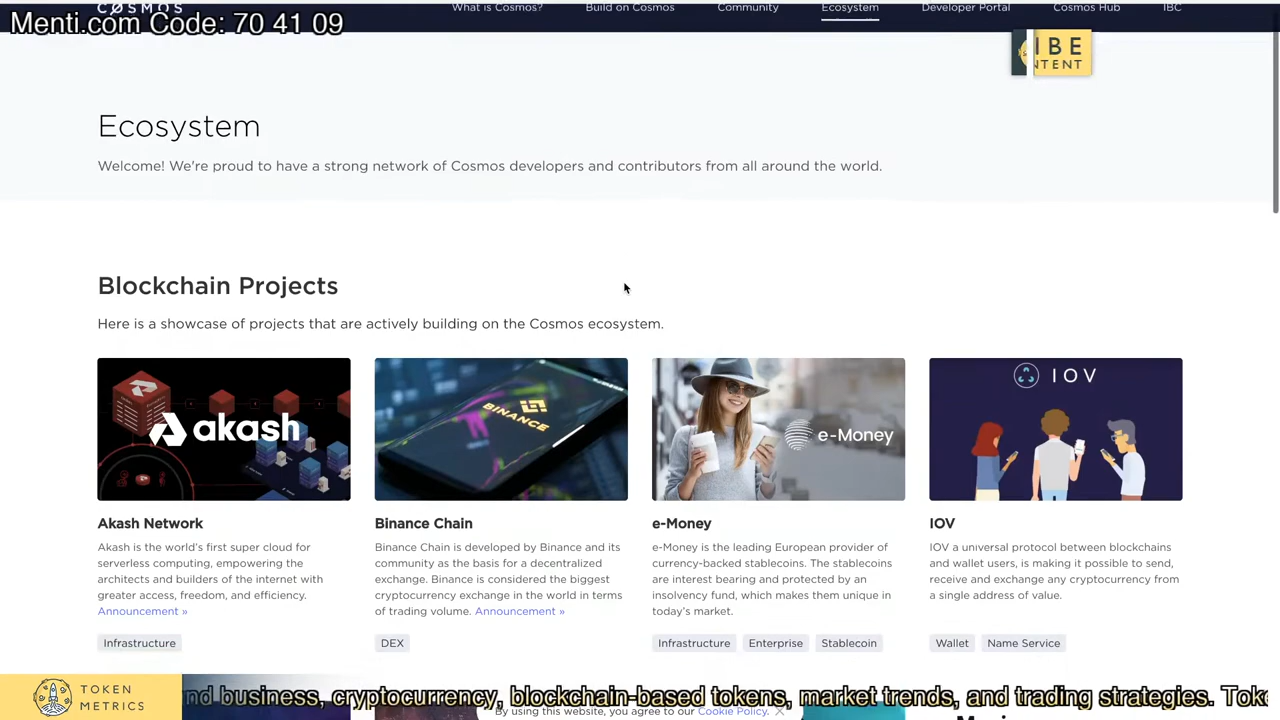 COSMOS
What is Cosmos?
Build on Cosmos
Community
Ecosystem
Developer Portal
Cosmos Hub
IBC
Menti.com Code: 70 41 09
IBE
NTENT
Ecosystem
Welcome! We're proud to have a strong network of Cosmos developers and contributors from all around the world.
Blockchain Projects
Here is a showcase of projects that are actively building on the Cosmos ecosystem.
akash
BINANCE
e-Money
IOV
Akash Network
Akash is the world's first super cloud for
serverless computing, empowering the
architects and builders of the internet with
greater access, freedom, and efficiency.
Announcement »
Infrastructure
Binance Chain
Binance Chain is developed by Binance and its
community as the basis for a decentralized
exchange. Binance is considered the biggest
cryptocurrency exchange in the world in terms
of trading volume. Announcement »
DEX
e-Money
e-Money is the leading European provider of
currency-backed stablecoins. The stablecoins
are interest bearing and protected by an
insolvency fund, which makes them unique in
today's market.
Infrastructure
Enterprise
Stablecoin
IOV
IOV a universal protocol between blockchains
and wallet users, is making it possible to send,
receive and exchange any cryptocurrency from
a single address of value.
Wallet
Name Service
TOKEN
METRICS
nd business, cryptocurrency, blockchain-based tokens, market trends, and trading strategies. Toke
By using this website, you agree to our Cookie Policy.